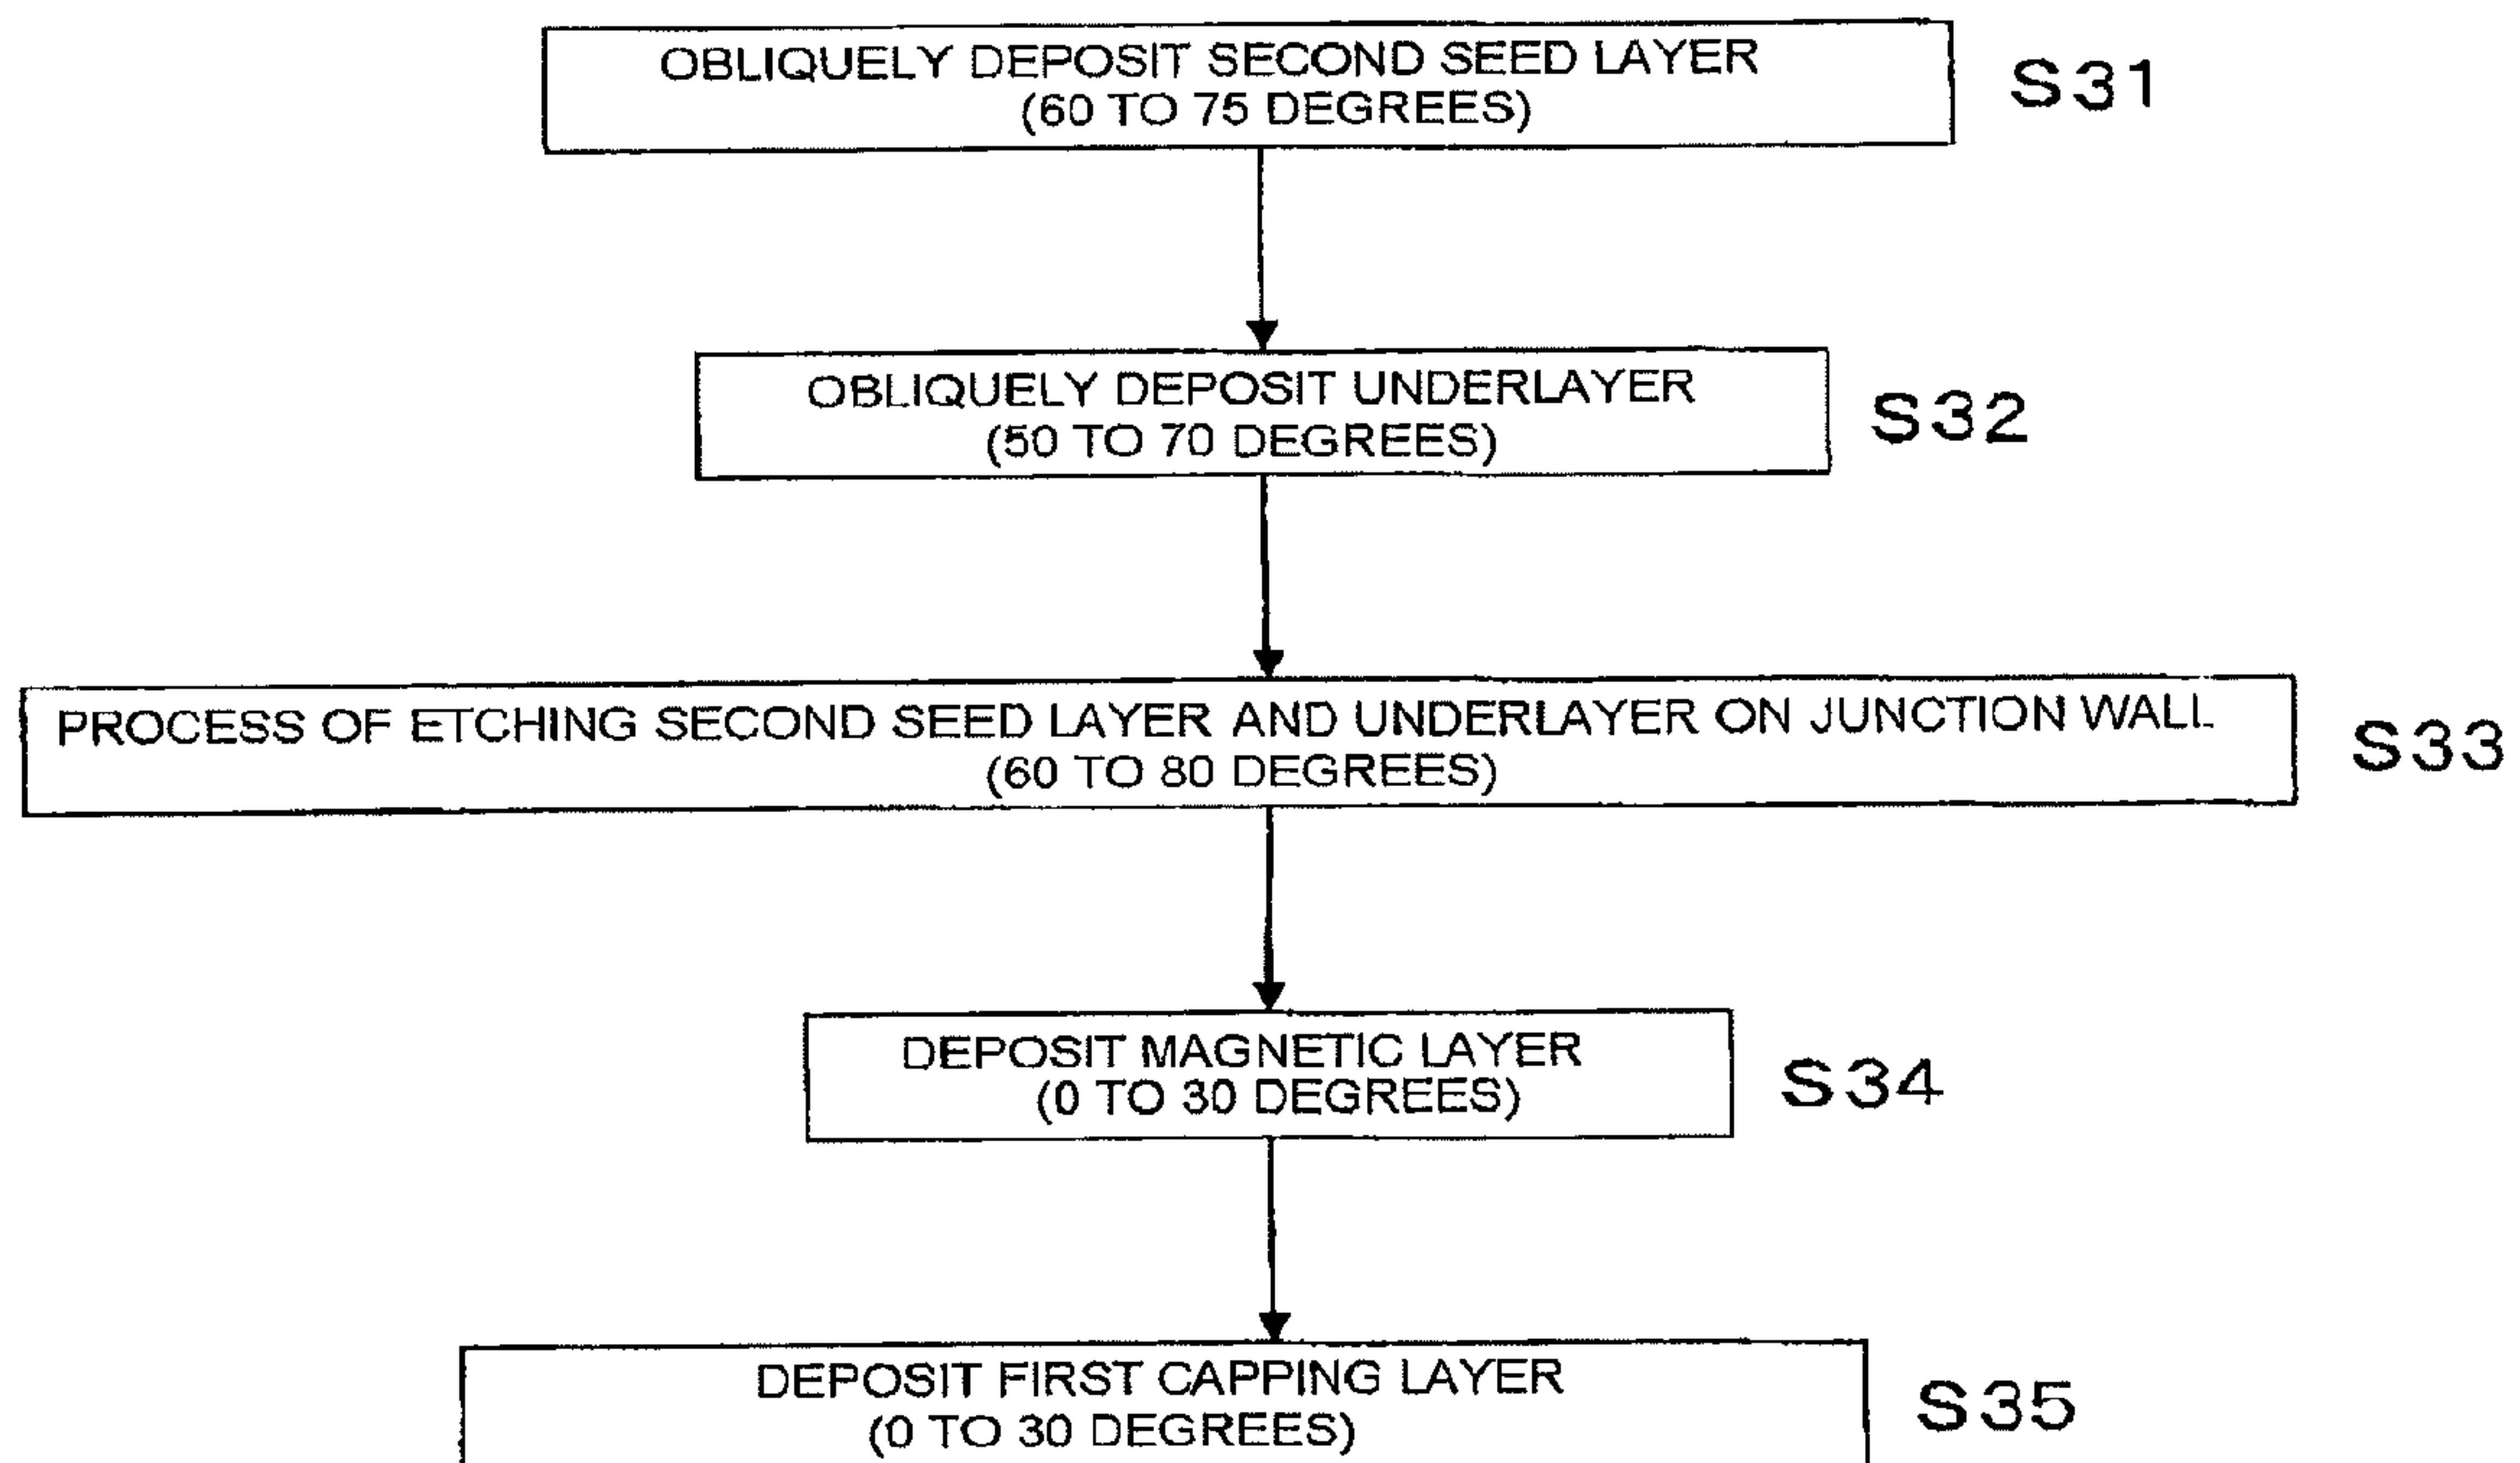 OBLIQUELY DEPOSIT SECOND SEED LAYER
(60 TO 75 DEGREES)
S31
OBLIQUELY DEPOSIT UNDERLAYER
(50 TO 70 DEGREES)
S32
PROCESS OF ETCHING SECOND SEED LAYER AND UNDERLAYER ON JUNCTION WALL
(60 TO 80 DEGREES)
S33
DEPOSIT MAGNETIC LAYER
(0 TO 30 DEGREES)
S34
DEPOSIT FIRST CAPPING LAYER
(0 TO 30 DEGREES)
S35